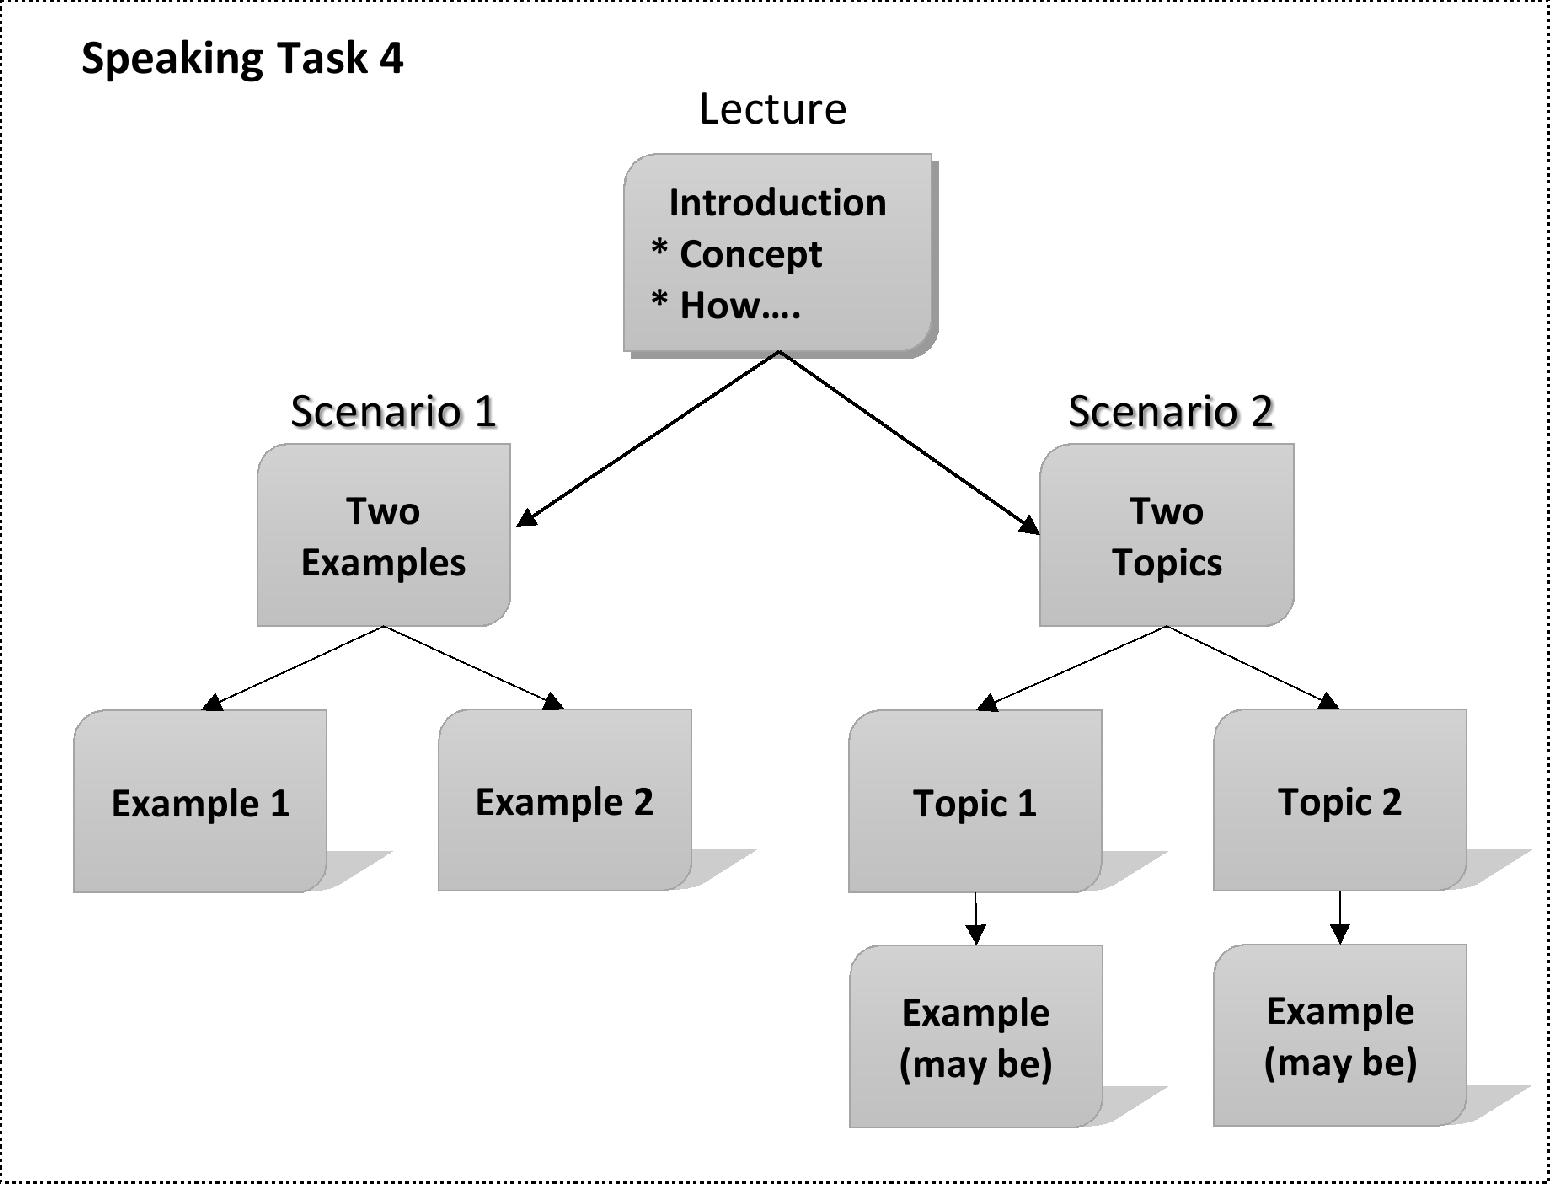 Speaking Task 4
Lecture
Introduction
* Concept
* How....
Scenario 1
Two
Examples
Example 1
Example 2
Scenario 2
Two
Topics
Topic 1
Example
(may be)
Topic 2
Example
(may be)